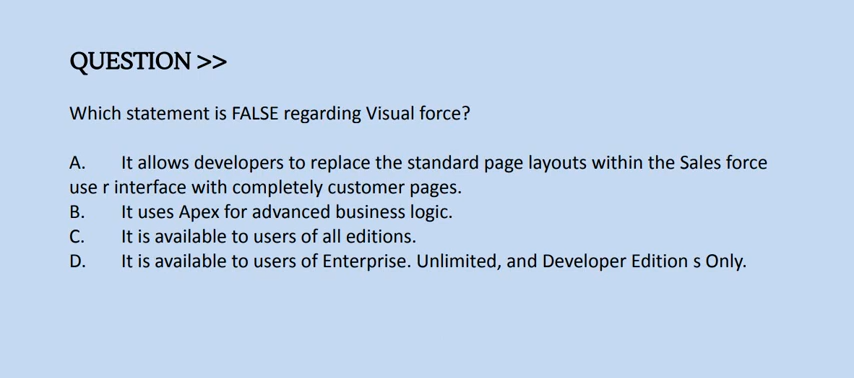 QUESTION >>
Which statement is FALSE regarding Visual force?
A. It allows developers to replace the standard page layouts within the Sales force
use r interface with completely customer pages.
B. It uses Apex for advanced business logic.
C. It is available to users of all editions.
D. It is available to users of Enterprise. Unlimited, and Developer Edition s Only.